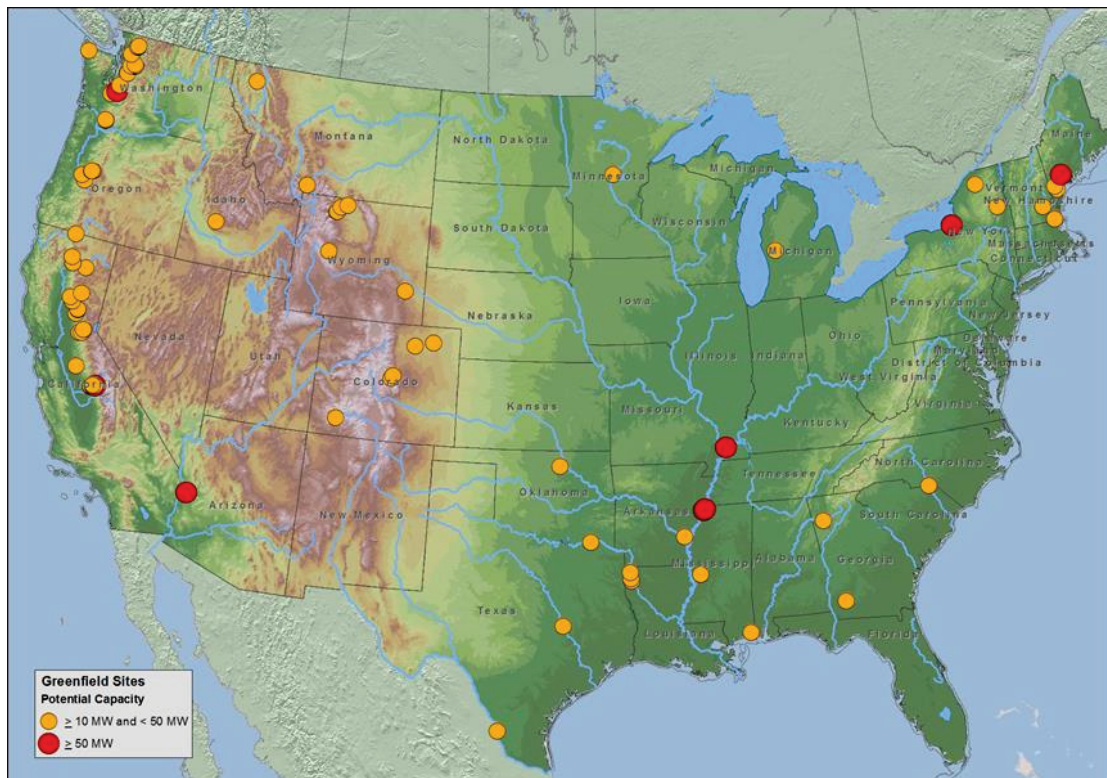 Washington
Montana
North Dakota
Minnesota
Michigan
Maine
Oregon
Idaho
South Dakota
Wisconsin
Vermont
New Hampshire
New York
Massachusetts
Connecticut
Wyoming
Michigan
Iowa
Nebraska
Pennsylvania
New Jersey
Nevada
Utah
Illinois
Indiana
Ohio
Delaware
Maryland
District of Columbia
California
Colorado
Kansas
Missouri
West Virginia
Virginia
Kentucky
North Carolina
Tennessee
Oklahoma
Arkansas
Arizona
New Mexico
South Carolina
Mississippi
Alabama
Georgia
Texas
Louisiana
Florida
Greenfield Sites
Potential Capacity
≥ 10 MW and < 50 MW
≥ 50 MW